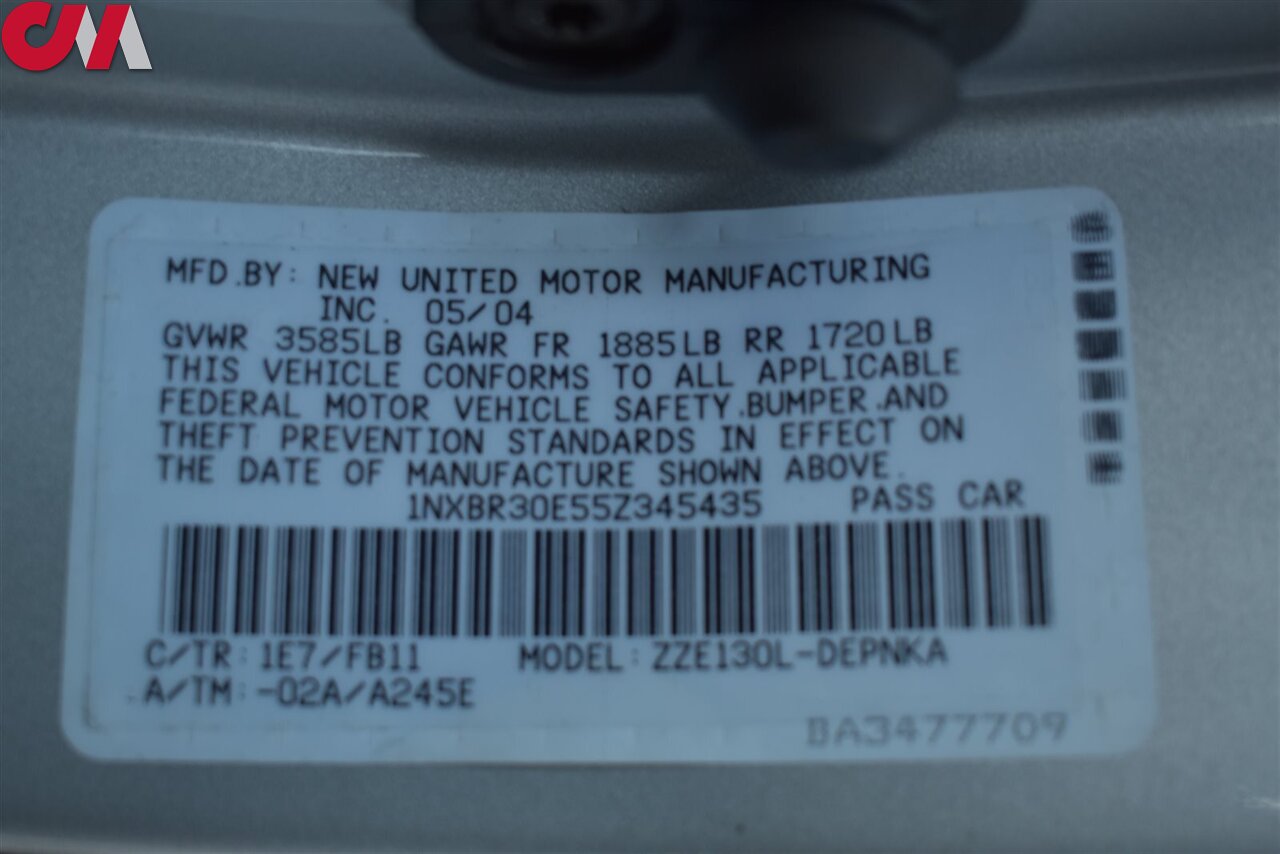 CM
MFD.BY: NEW UNITED MOTOR MANUFACTURING
INC. 05/04
GVWR 3585LB GAWR FR 1885LB RR 1720LB
THIS VEHICLE CONFORMS TO ALL APPLICABLE
FEDERAL MOTOR VEHICLE SAFETY.BUMPER.AND
THEFT PREVENTION STANDARDS IN EFFECT ON
THE DATE OF MANUFACTURE SHOWN ABOVE.
1NXBR30E55Z345435 PASS CAR
C/TR: 1E7/FB11 MODEL: ZZE130L-DEPNKA
A/TM: -02A/A245E
BA3477709